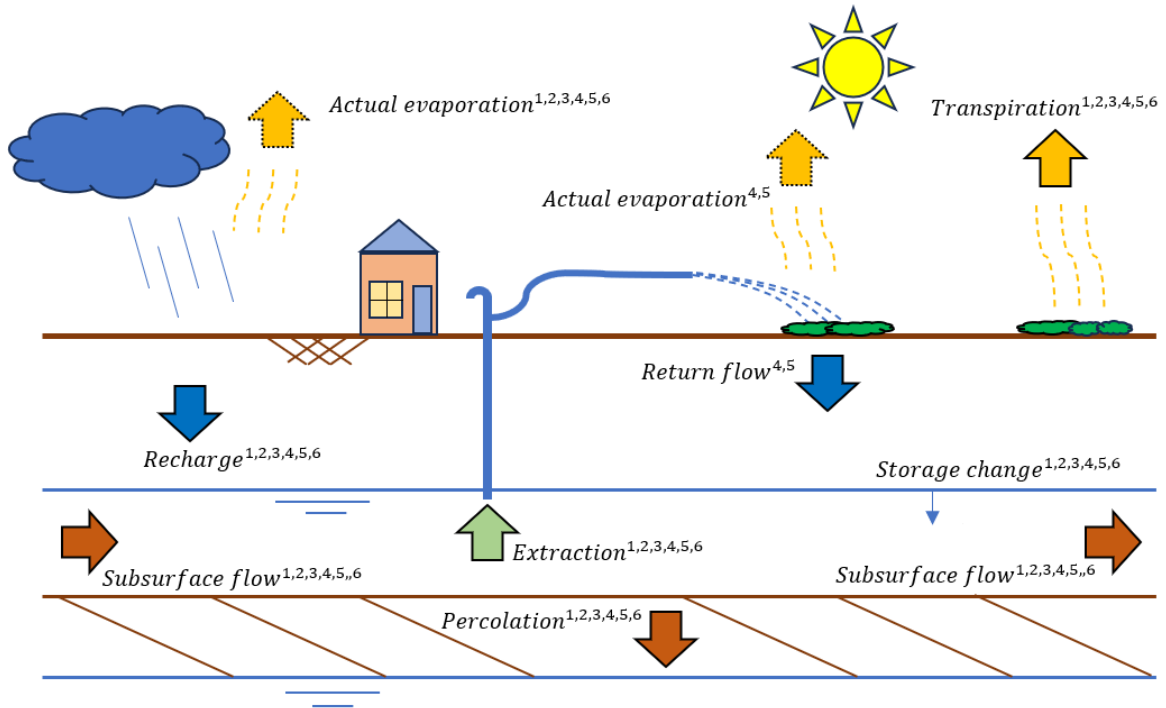 Actual evaporation1,2,3,4,5,6
Transpiration1,2,3,4,5,6
Actual evaporation4,5
Return flow4,5
Recharge1,2,3,4,5,6
Storage change1,2,3,4,5,6
Extraction1,2,3,4,5,6
Subsurface flow1,2,3,4,5,,6
Subsurface flow1,2,3,4,5,,6
Percolation1,2,3,4,5,6